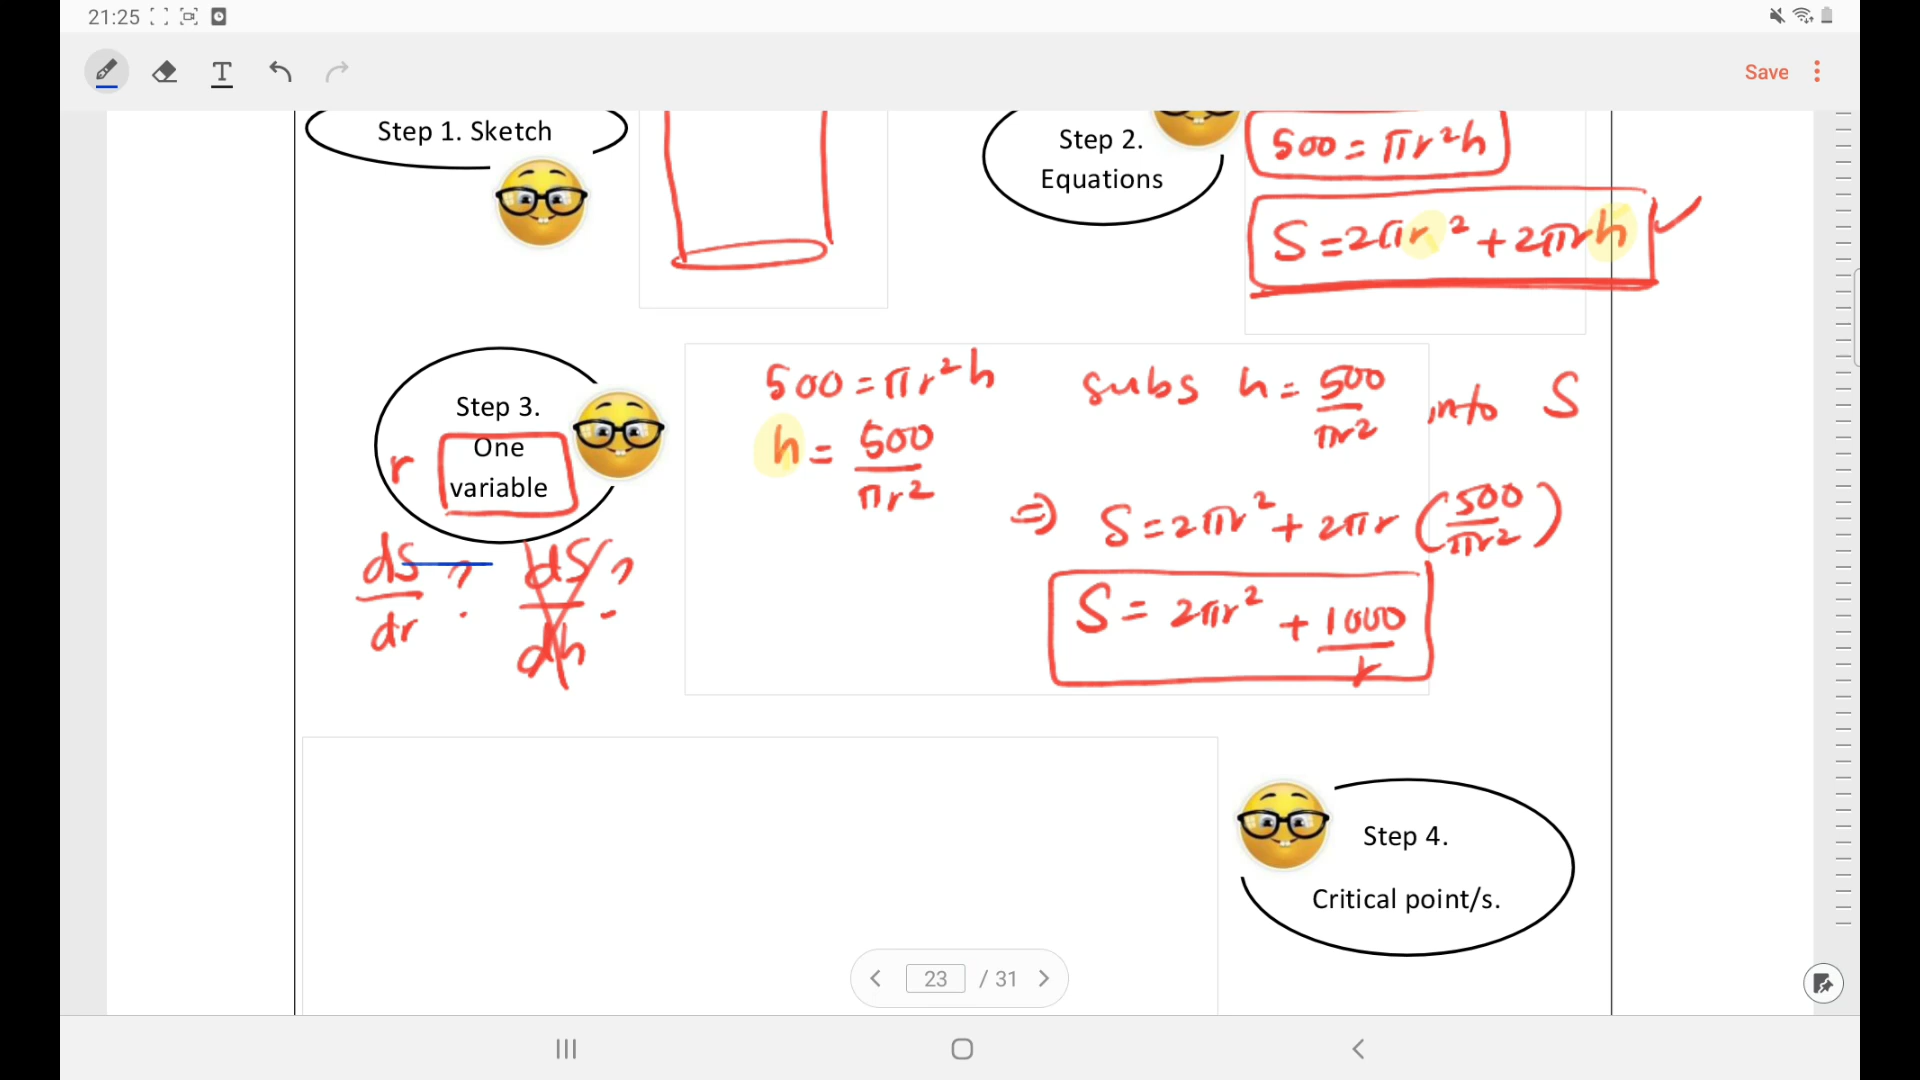 21:25
T
Save
Step 1. Sketch
Step 2.
Equations
500 = πr²h
S = 2πr² + 2πrh
Step 3.
One
variable
r
dS/dr ?
dS/dh ?
500 = πr²h
h = 500/πr²
subs h = 500/πr² into S
⇒ S = 2πr² + 2πr (500/πr²)
S = 2πr² + 1000/r
Step 4.
Critical point/s.
23 / 31